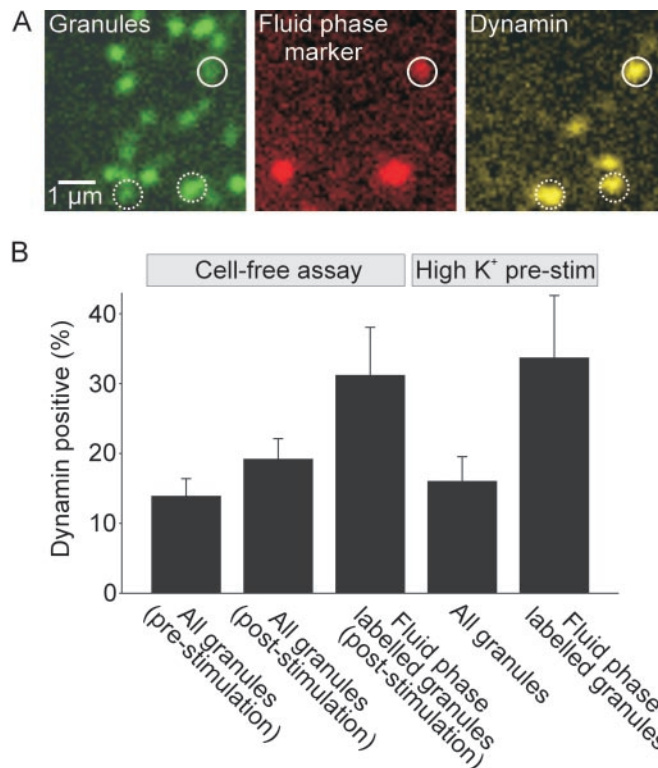 A
Granules
Fluid phase
marker
Dynamin
1 µm
B
Cell-free assay
High K⁺ pre-stim
Dynamin positive (%)
40
30
20
10
0
All granules
(pre-stimulation)
All granules
(post-stimulation)
Fluid phase
labelled granules
(post-stimulation)
All granules
Fluid phase
labelled granules